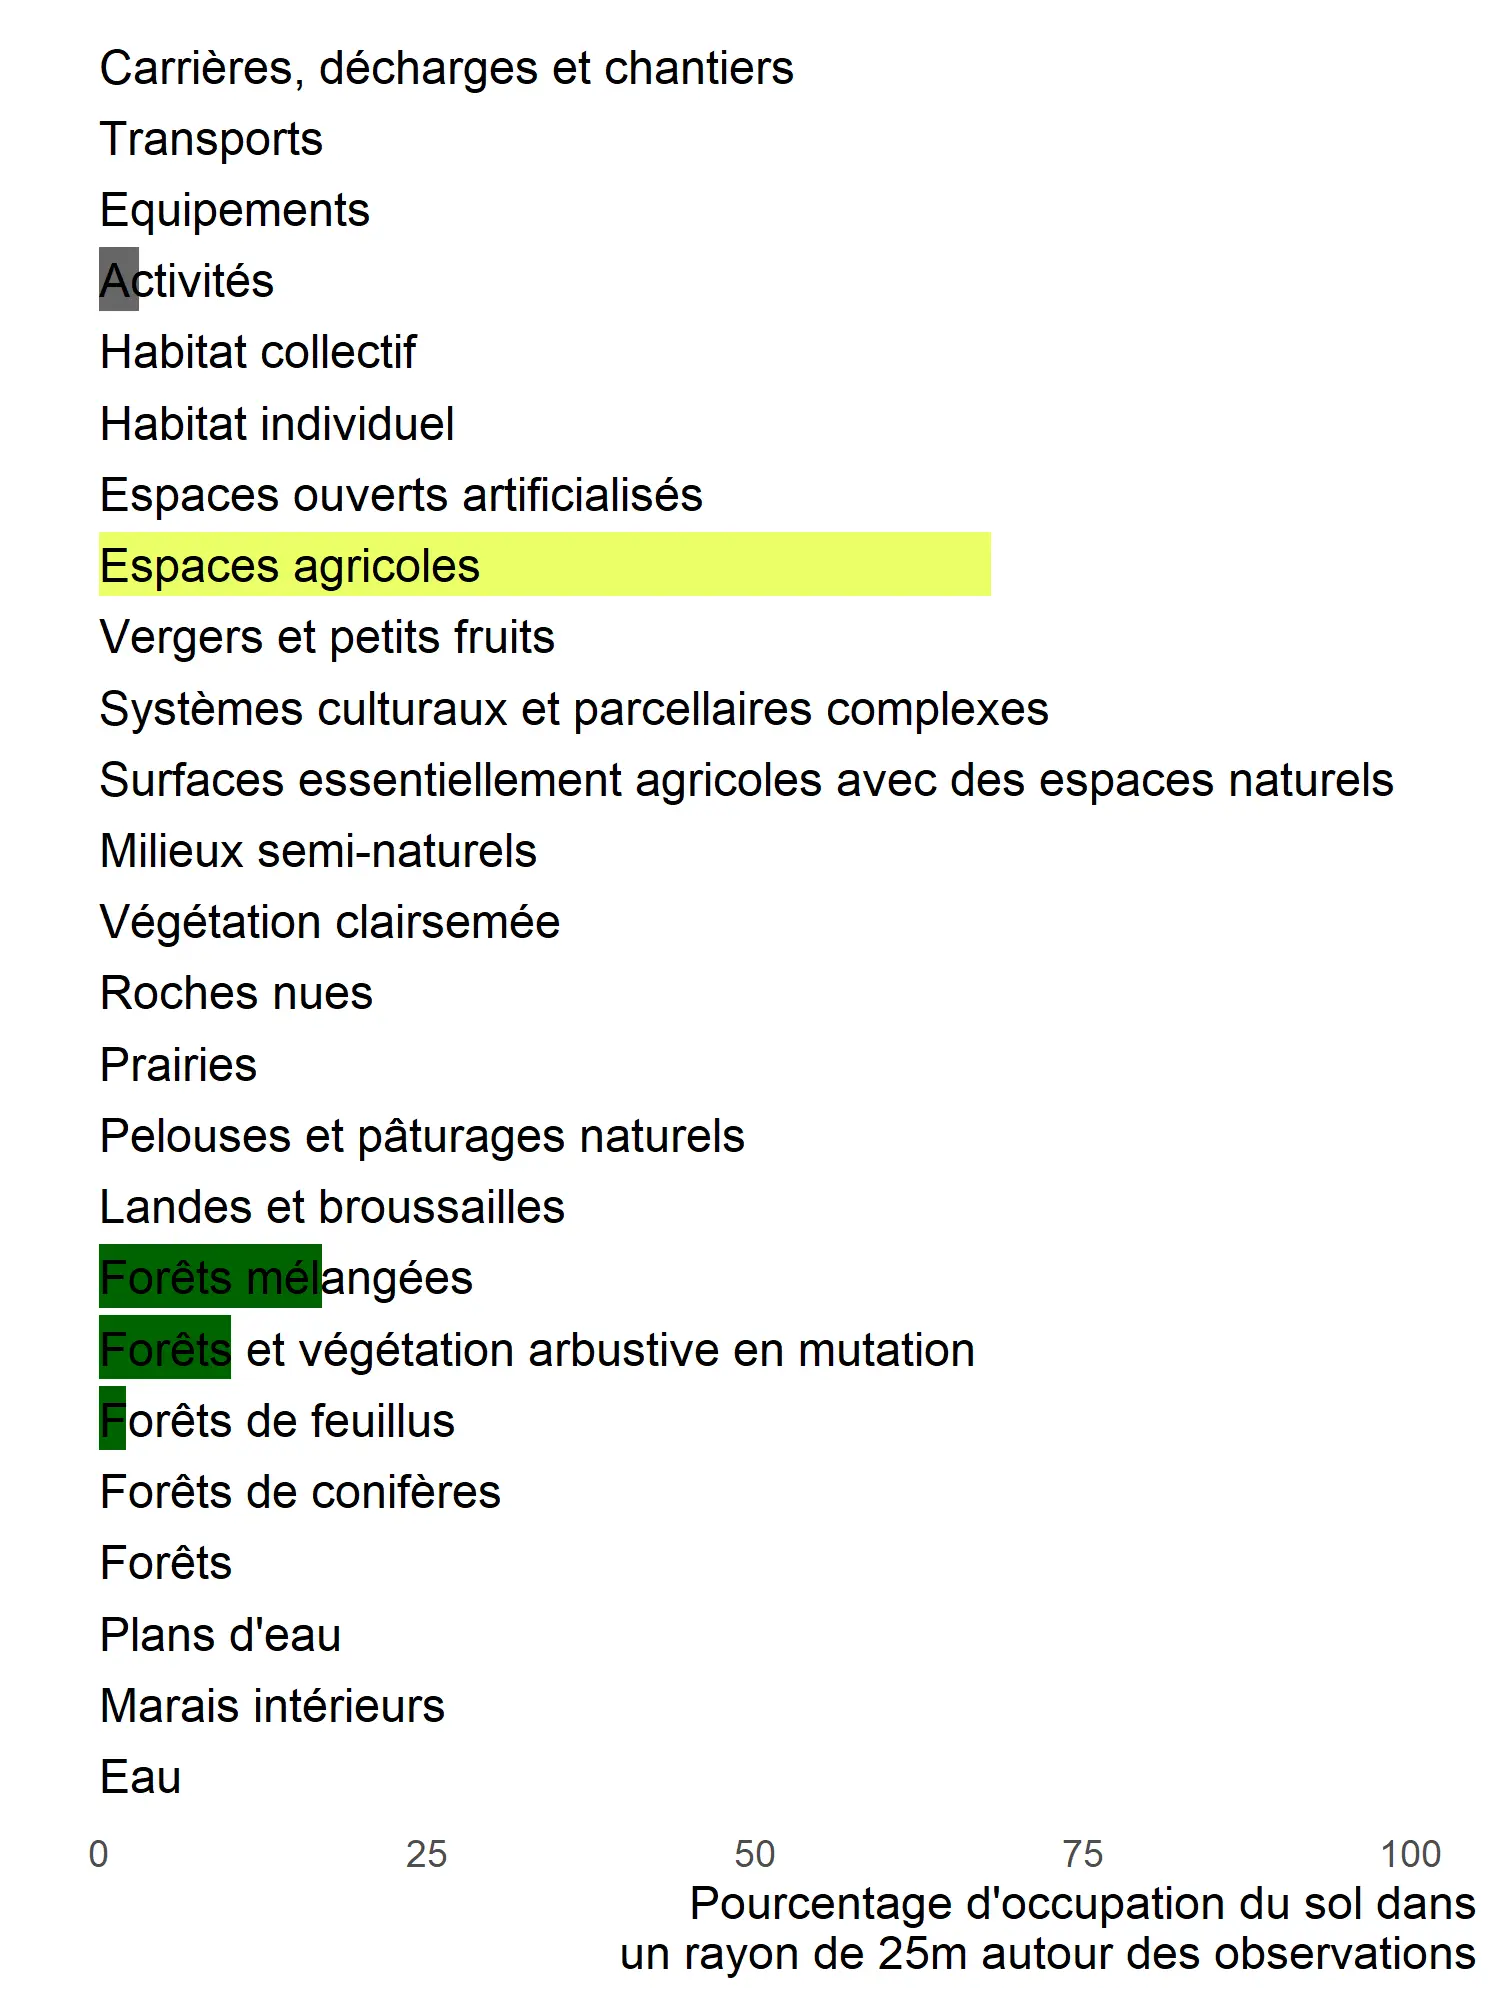 Carrières, décharges et chantiers
Transports
Equipements
Activités
Habitat collectif
Habitat individuel
Espaces ouverts artificialisés
Espaces agricoles
Vergers et petits fruits
Systèmes culturaux et parcellaires complexes
Surfaces essentiellement agricoles avec des espaces naturels
Milieux semi-naturels
Végétation clairsemée
Roches nues
Prairies
Pelouses et pâturages naturels
Landes et broussailles
Forêts mélangées
Forêts et végétation arbustive en mutation
Forêts de feuillus
Forêts de conifères
Forêts
Plans d'eau
Marais intérieurs
Eau
0 25 50 75 100
Pourcentage d'occupation du sol dans
un rayon de 25m autour des observations